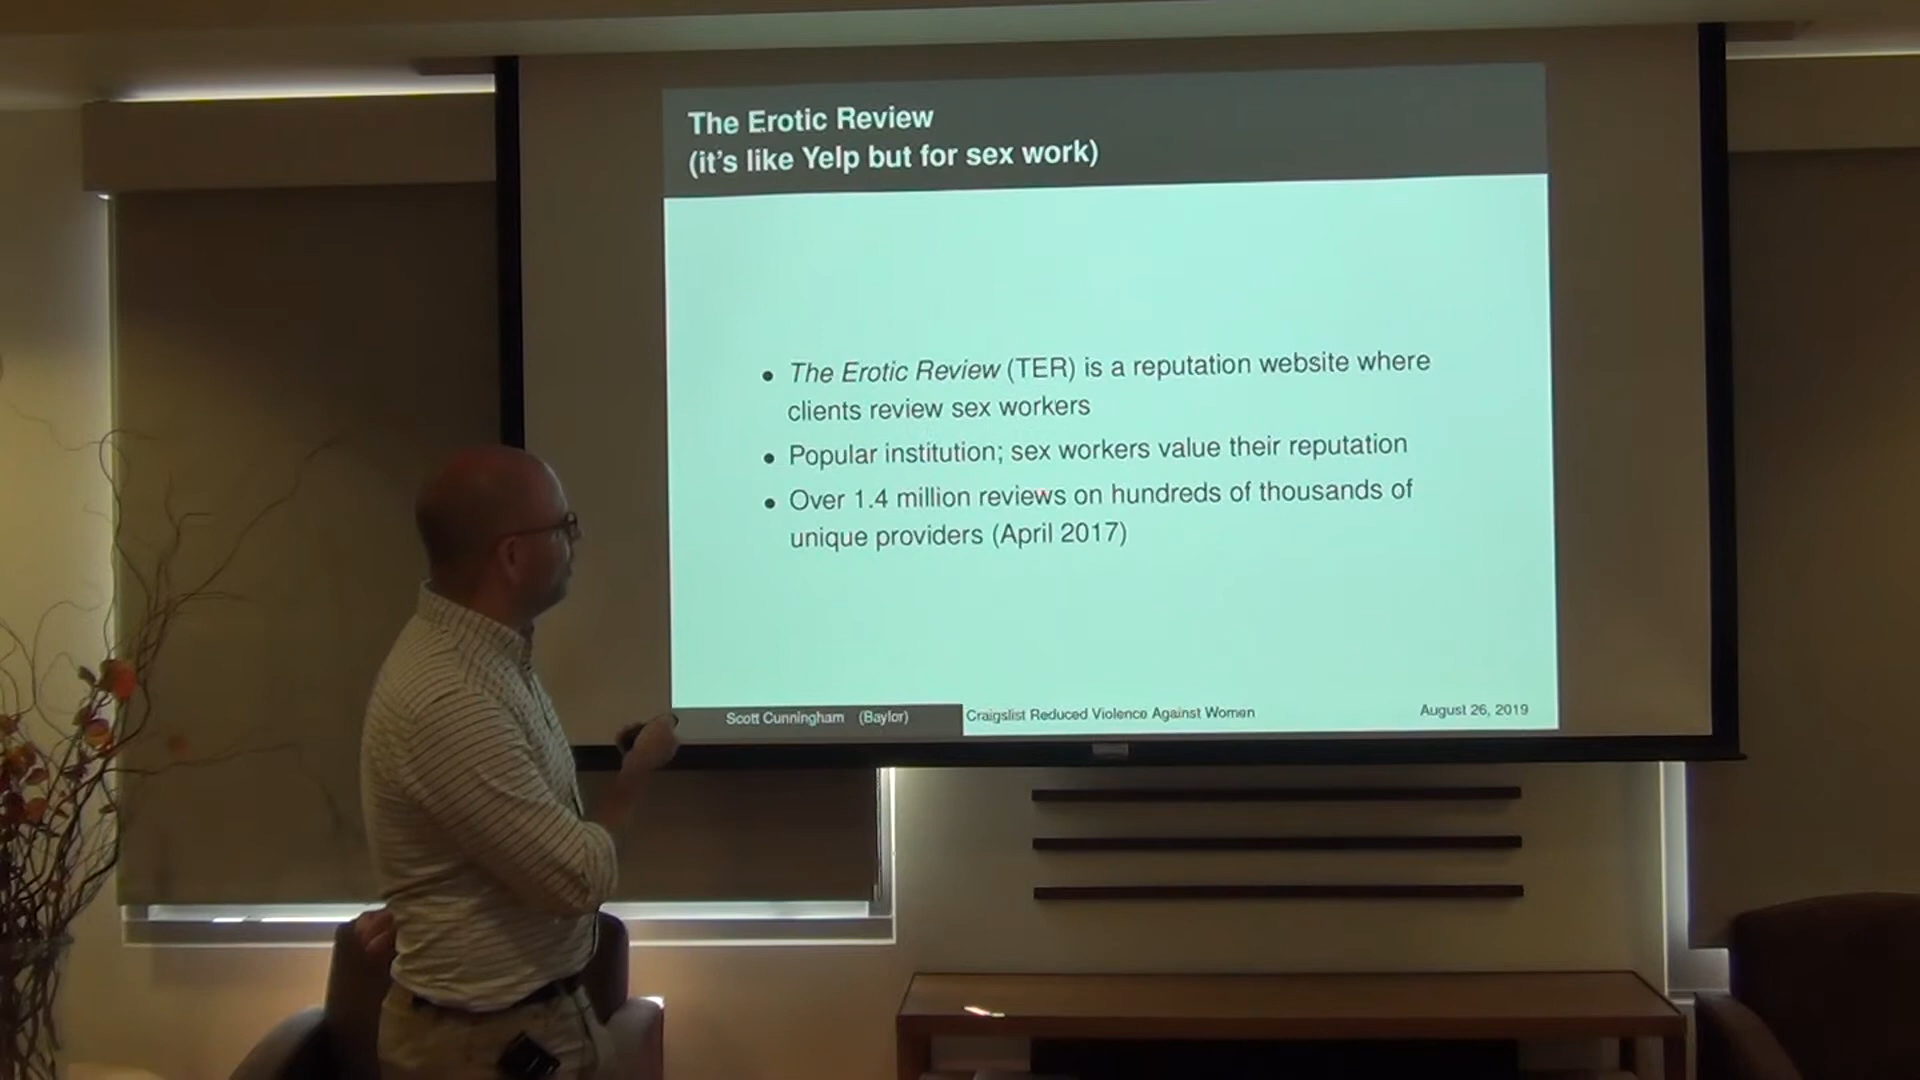 The Erotic Review
(it's like Yelp but for sex work)
• The Erotic Review (TER) is a reputation website where
clients review sex workers
• Popular institution; sex workers value their reputation
• Over 1.4 million reviews on hundreds of thousands of
unique providers (April 2017)
Scott Cunningham (Baylor) Craigslist Reduced Violence Against Women August 26, 2019